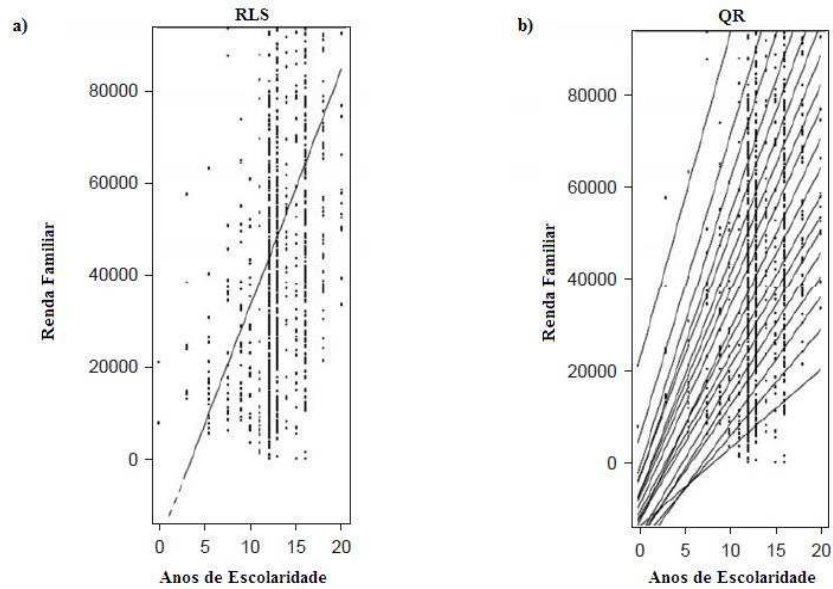 a)
RLS
80000
60000
40000
20000
0
0 5 10 15 20
Renda Familiar
Anos de Escolaridade
b)
QR
80000
60000
40000
20000
0
0 5 10 15 20
Renda Familiar
Anos de Escolaridade